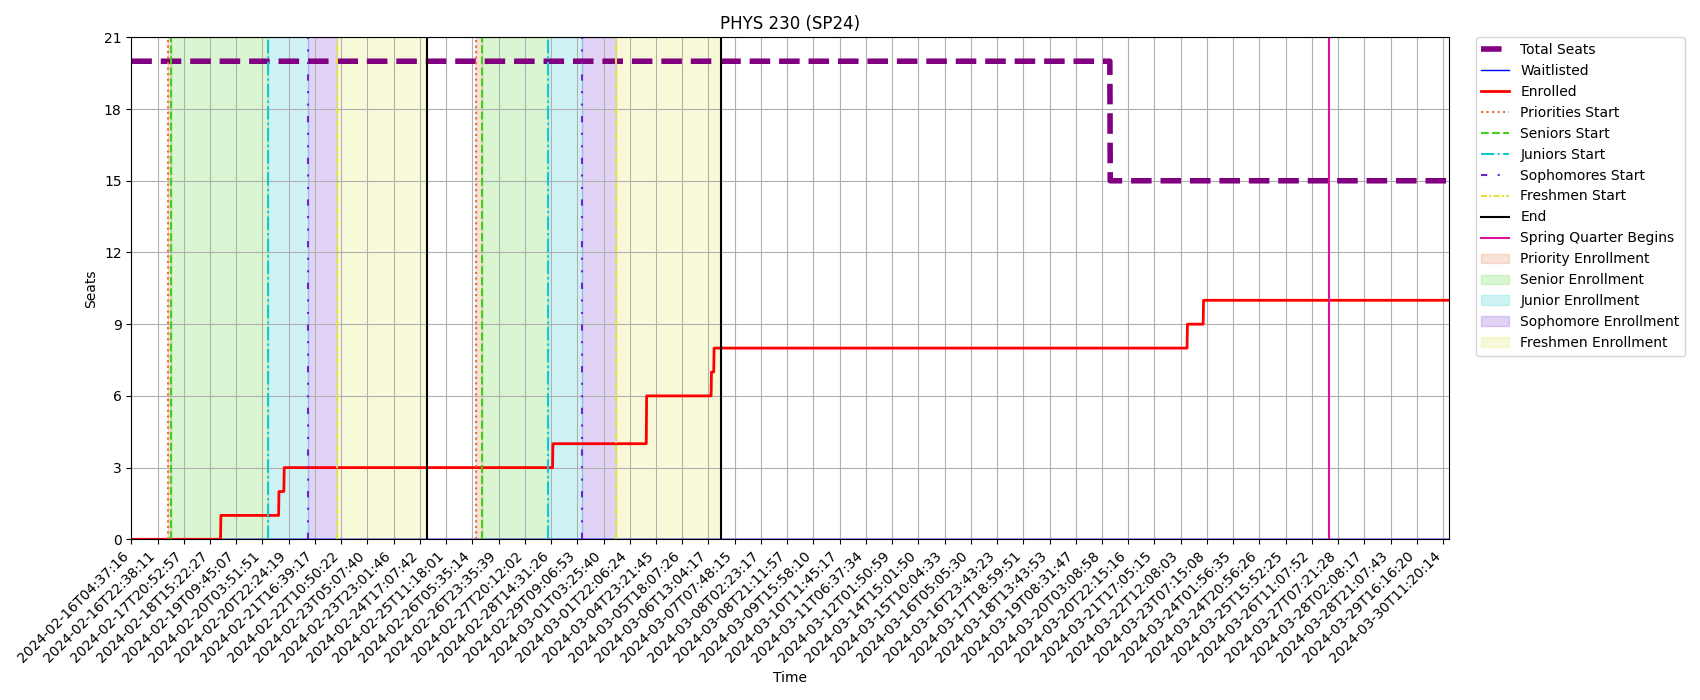 PHYS 230 (SP24)
21
18
15
12
9
6
3
0
Seats
2024-02-16T04:37:16
2024-02-16T22:38:11
2024-02-17T20:52:57
2024-02-18T15:22:27
2024-02-19T09:45:07
2024-02-20T03:51:51
2024-02-20T22:24:19
2024-02-21T16:39:17
2024-02-22T10:50:22
2024-02-23T05:07:40
2024-02-23T23:01:46
2024-02-24T17:07:42
2024-02-25T11:18:01
2024-02-26T05:35:14
2024-02-26T23:35:39
2024-02-27T20:12:02
2024-02-28T14:31:26
2024-02-29T09:06:53
2024-03-01T03:25:40
2024-03-01T22:06:24
2024-03-04T23:21:45
2024-03-05T18:07:26
2024-03-06T13:04:17
2024-03-07T07:48:15
2024-03-08T02:23:17
2024-03-08T21:11:57
2024-03-09T15:58:10
2024-03-10T11:45:17
2024-03-11T06:37:34
2024-03-12T01:50:59
2024-03-14T15:01:50
2024-03-15T10:04:33
2024-03-16T05:05:30
2024-03-16T23:43:23
2024-03-17T18:59:51
2024-03-18T13:43:53
2024-03-19T08:31:47
2024-03-20T03:08:58
2024-03-20T22:15:16
2024-03-21T17:05:15
2024-03-22T12:08:03
2024-03-23T07:15:08
2024-03-24T01:56:35
2024-03-24T20:56:26
2024-03-25T15:52:25
2024-03-26T11:07:52
2024-03-27T07:21:28
2024-03-28T02:08:17
2024-03-28T21:07:43
2024-03-29T16:16:20
2024-03-30T11:20:14
Time
Total Seats
Waitlisted
Enrolled
Priorities Start
Seniors Start
Juniors Start
Sophomores Start
Freshmen Start
End
Spring Quarter Begins
Priority Enrollment
Senior Enrollment
Junior Enrollment
Sophomore Enrollment
Freshmen Enrollment